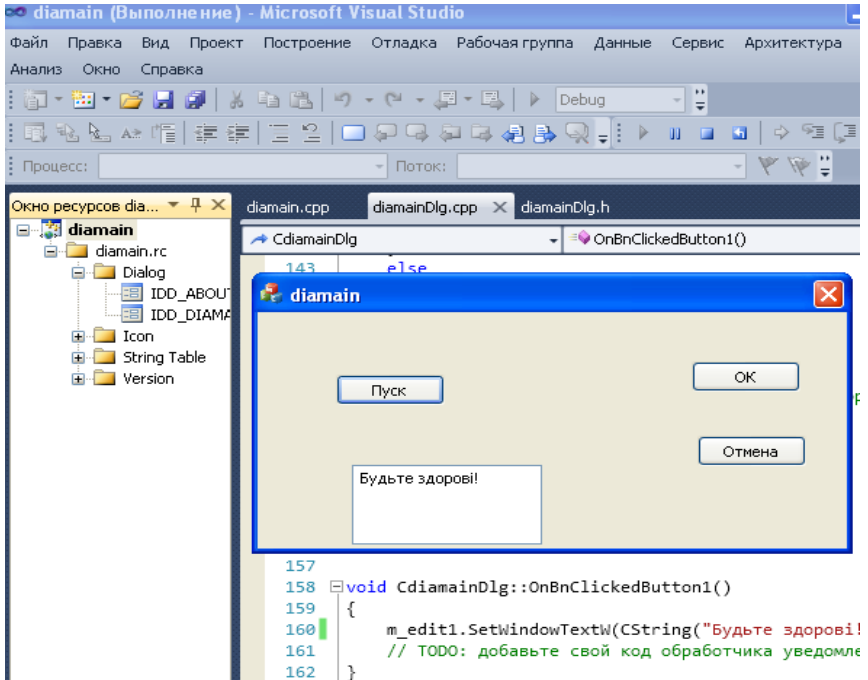 diamain (Выполнение) - Microsoft Visual Studio
Файл Правка Вид Проект Построение Отладка Рабочая группа Данные Сервис Архитектура
Анализ Окно Справка
Debug
Процесс: Поток:
Окно ресурсов dia...
diamain.cpp diamainDlg.cpp diamainDlg.h
diamain
CdiamainDlg OnBnClickedButton1()
diamain.rc
143 else
Dialog
IDD_ABOU
IDD_DIAMA
Icon
String Table
Version
diamain
Пуск
OK
Отмена
Будьте здорові!
157
158 void CdiamainDlg::OnBnClickedButton1()
159 {
160 m_edit1.SetWindowTextW(CString("Будьте здорові!
161 // TODO: добавьте свой код обработчика уведомле
162 }